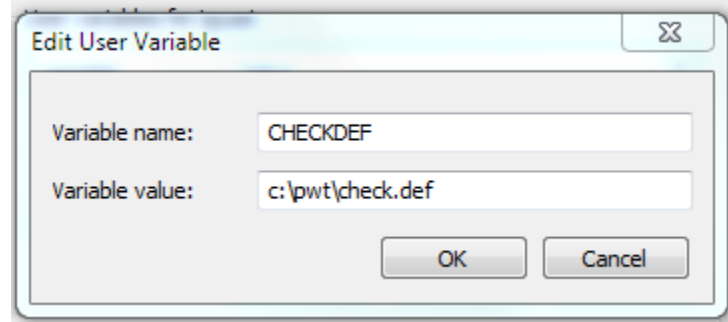 Edit User Variable
Variable name:
CHECKDEF
Variable value:
c:\pwt\check.def
OK
Cancel